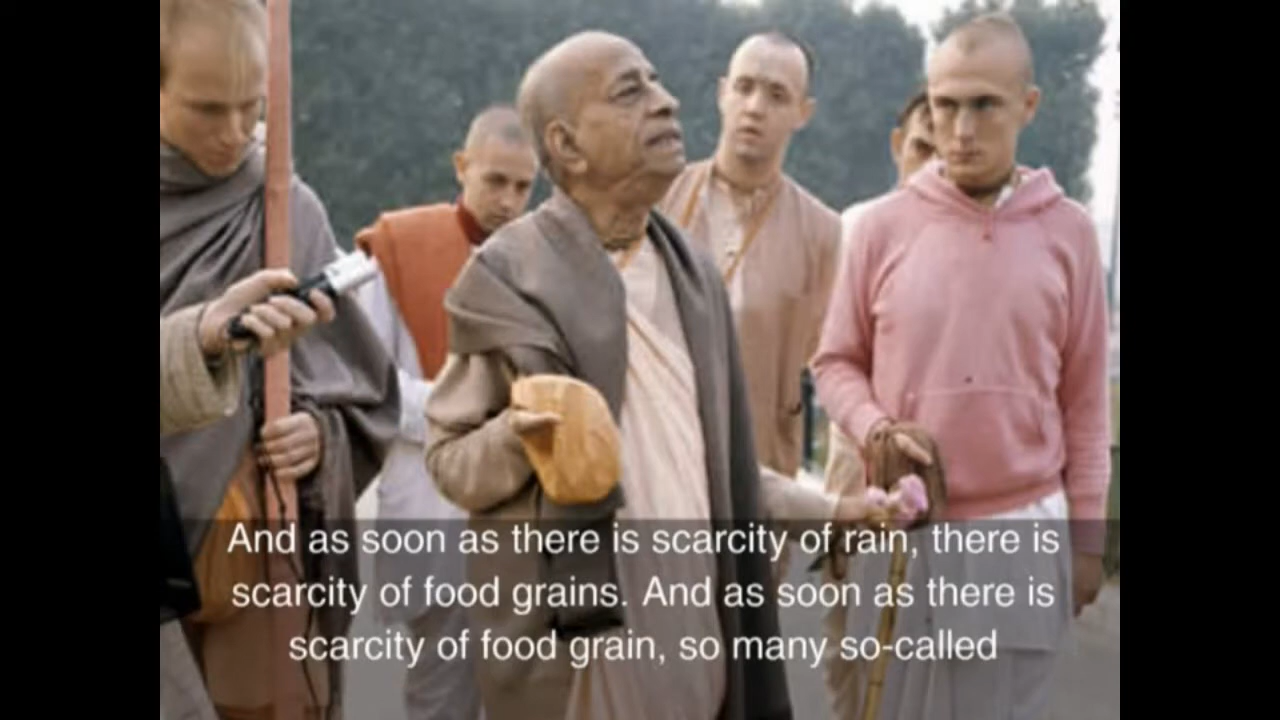 And as soon as there is scarcity of rain, there is
scarcity of food grains. And as soon as there is
scarcity of food grain, so many so-called